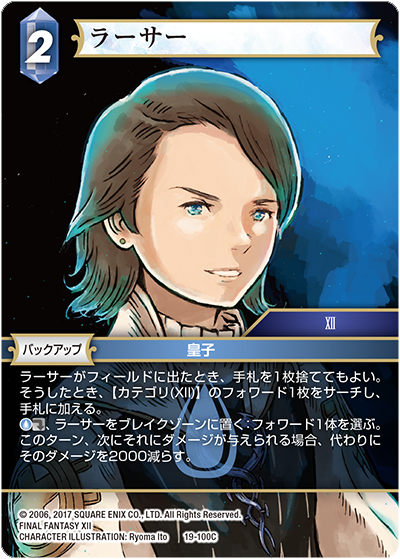 2
ラーサー
XII
バックアップ
皇子
ラーサーがフィールドに出たとき、手札を1枚捨ててもよい。
そうしたとき、【カテゴリ(XII)】のフォワード1枚をサーチし、
手札に加える。
、ラーサーをブレイクゾーンに置く:フォワード1体を選ぶ。
このターン、次にそれにダメージが与えられる場合、代わりに
そのダメージを2000減らす。
© 2006, 2017 SQUARE ENIX CO., LTD. All Rights Reserved.
FINAL FANTASY XII
CHARACTER ILLUSTRATION: Ryoma Ito
19-100C